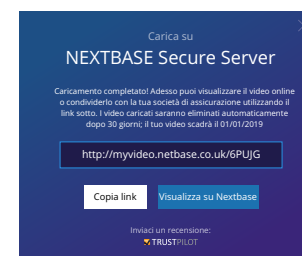 Carica su
NEXTBASE Secure Server
Caricamento completato! Adesso puoi visualizzare il video online
o condividerlo con la tua società di assicurazione utilizzando il
link sotto. I video caricati saranno eliminati automaticamente
dopo 30 giorni; il tuo video scadrà il 01/01/2019
http://myvideo.netbase.co.uk/6PUJG
Copia link
Visualizza su Nextbase
Inviaci un recensione:
TRUSTPILOT